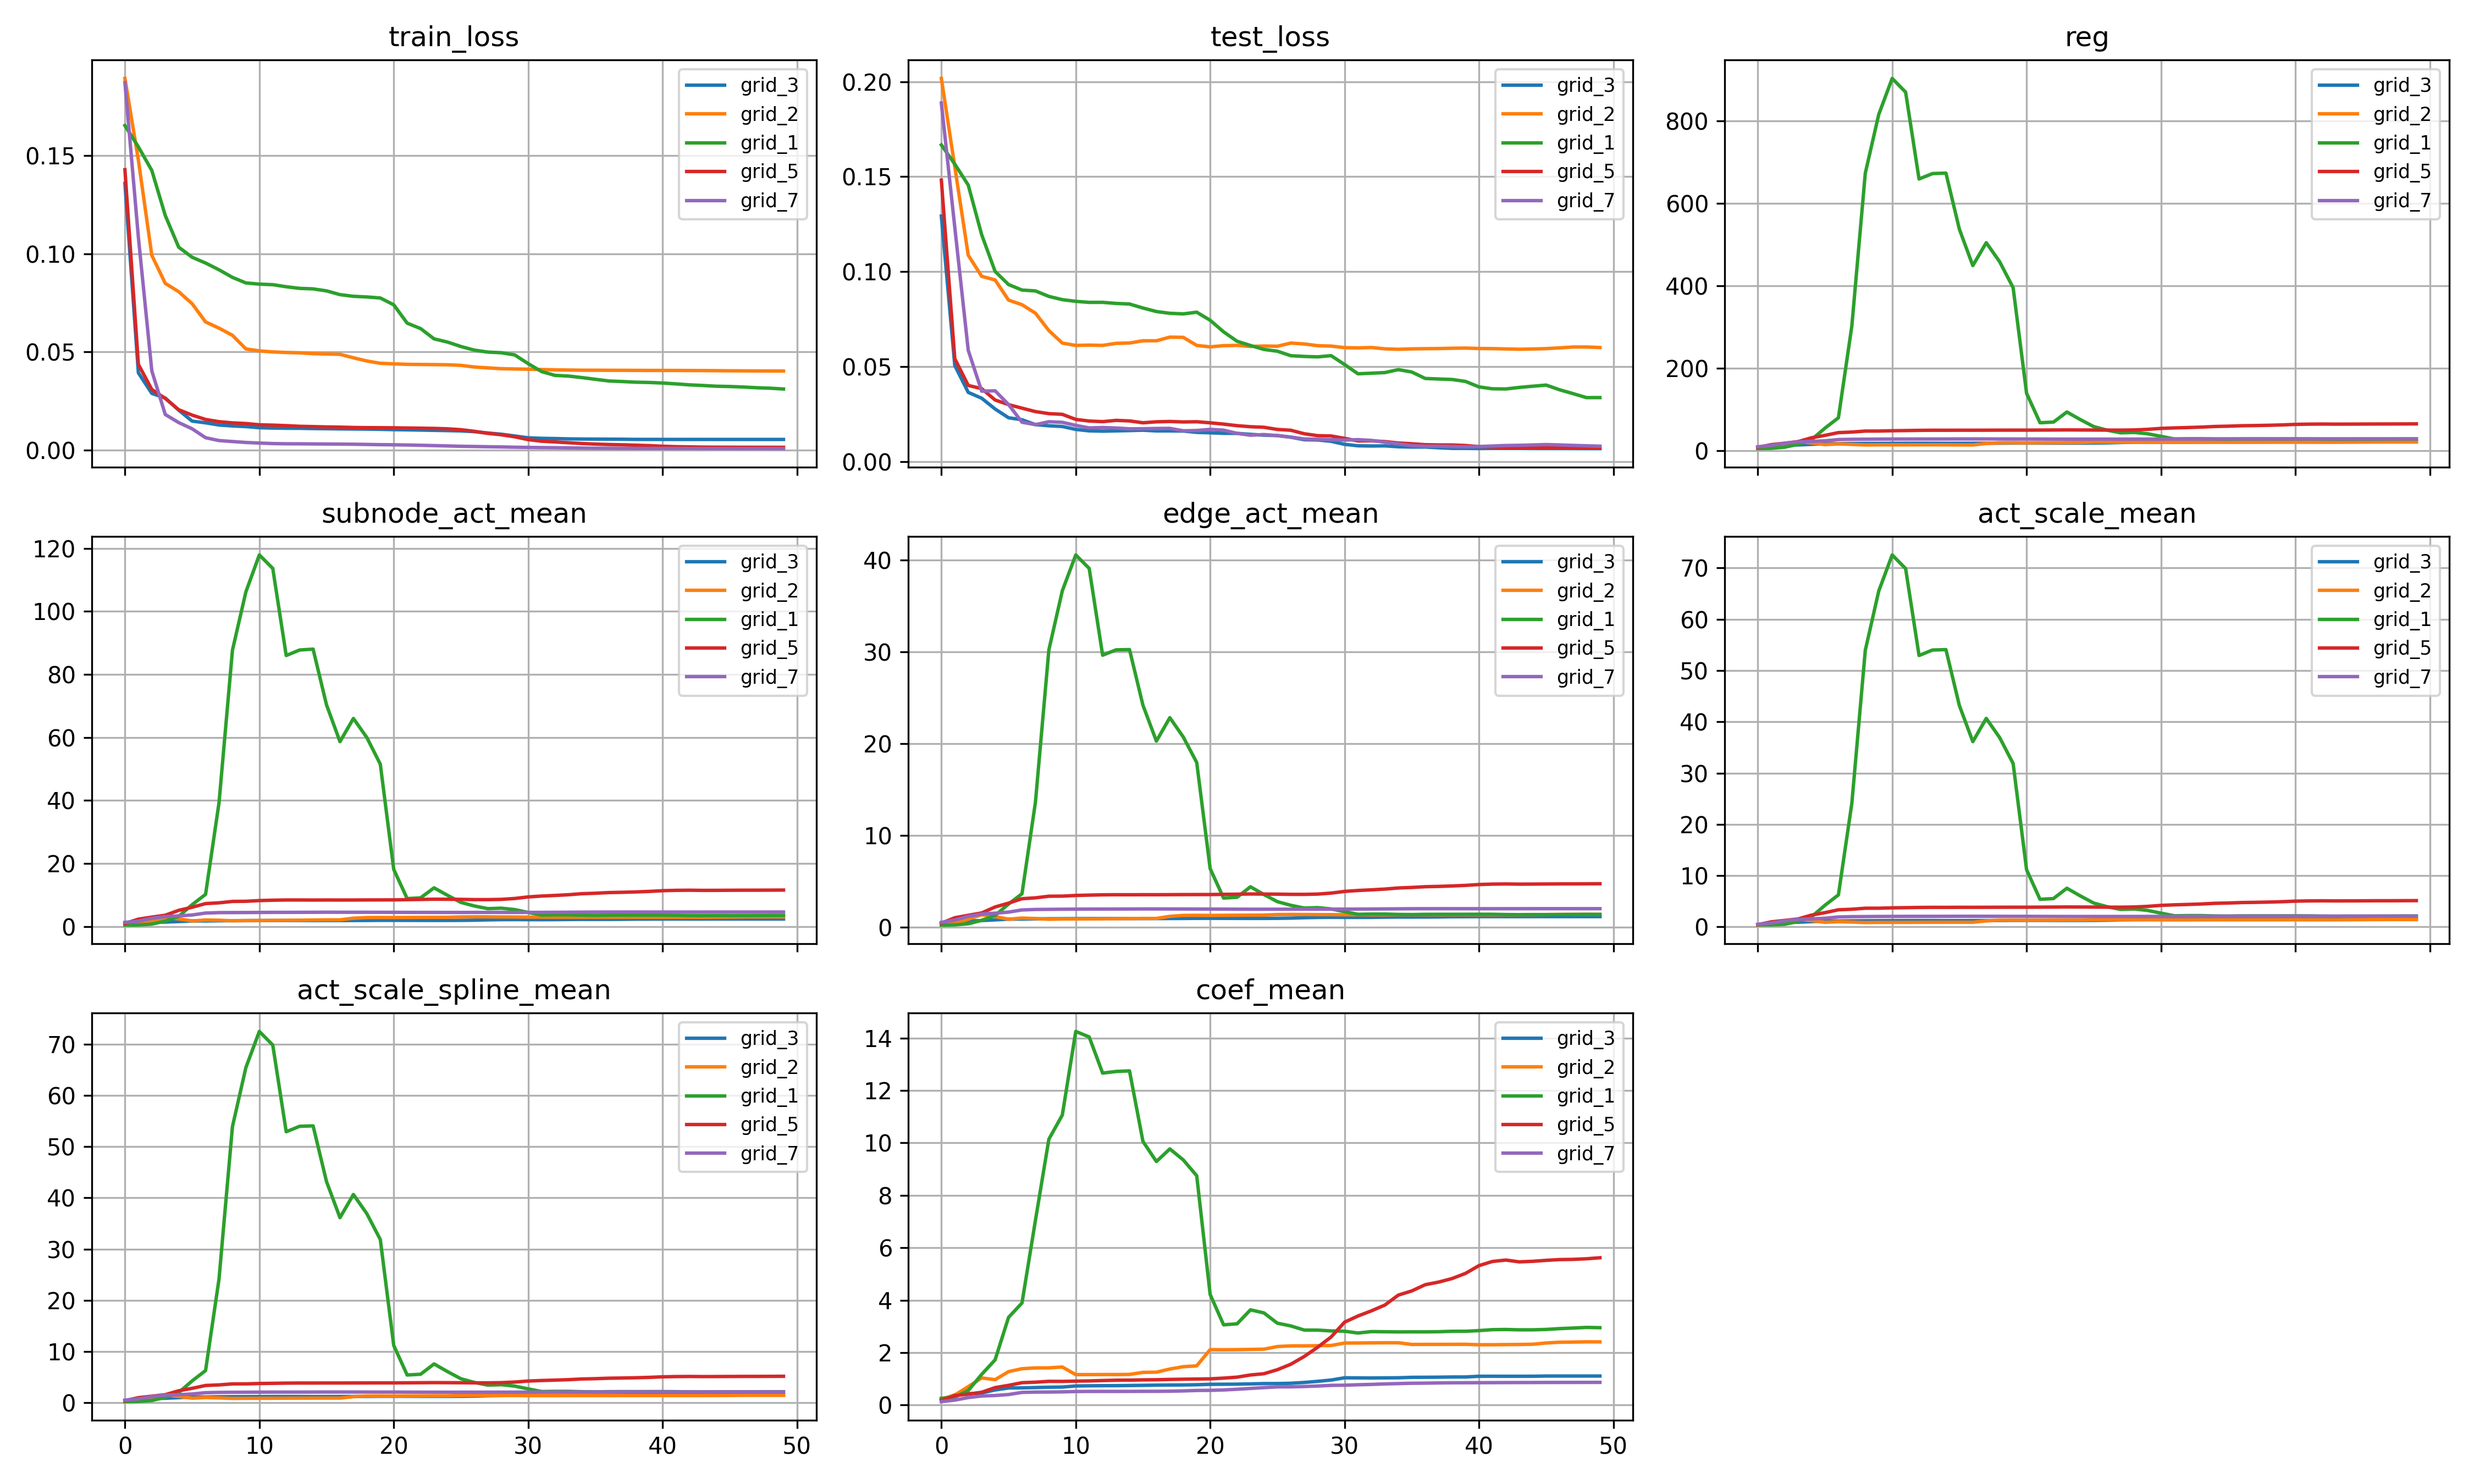 train_loss
0.15
0.10
0.05
0.00
grid_3
grid_2
grid_1
grid_5
grid_7
test_loss
0.20
0.15
0.10
0.05
0.00
grid_3
grid_2
grid_1
grid_5
grid_7
reg
800
600
400
200
0
grid_3
grid_2
grid_1
grid_5
grid_7
subnode_act_mean
120
100
80
60
40
20
0
grid_3
grid_2
grid_1
grid_5
grid_7
edge_act_mean
40
30
20
10
0
grid_3
grid_2
grid_1
grid_5
grid_7
act_scale_mean
70
60
50
40
30
20
10
0
grid_3
grid_2
grid_1
grid_5
grid_7
act_scale_spline_mean
70
60
50
40
30
20
10
0
grid_3
grid_2
grid_1
grid_5
grid_7
0 10 20 30 40 50
coef_mean
14
12
10
8
6
4
2
0
grid_3
grid_2
grid_1
grid_5
grid_7
0 10 20 30 40 50